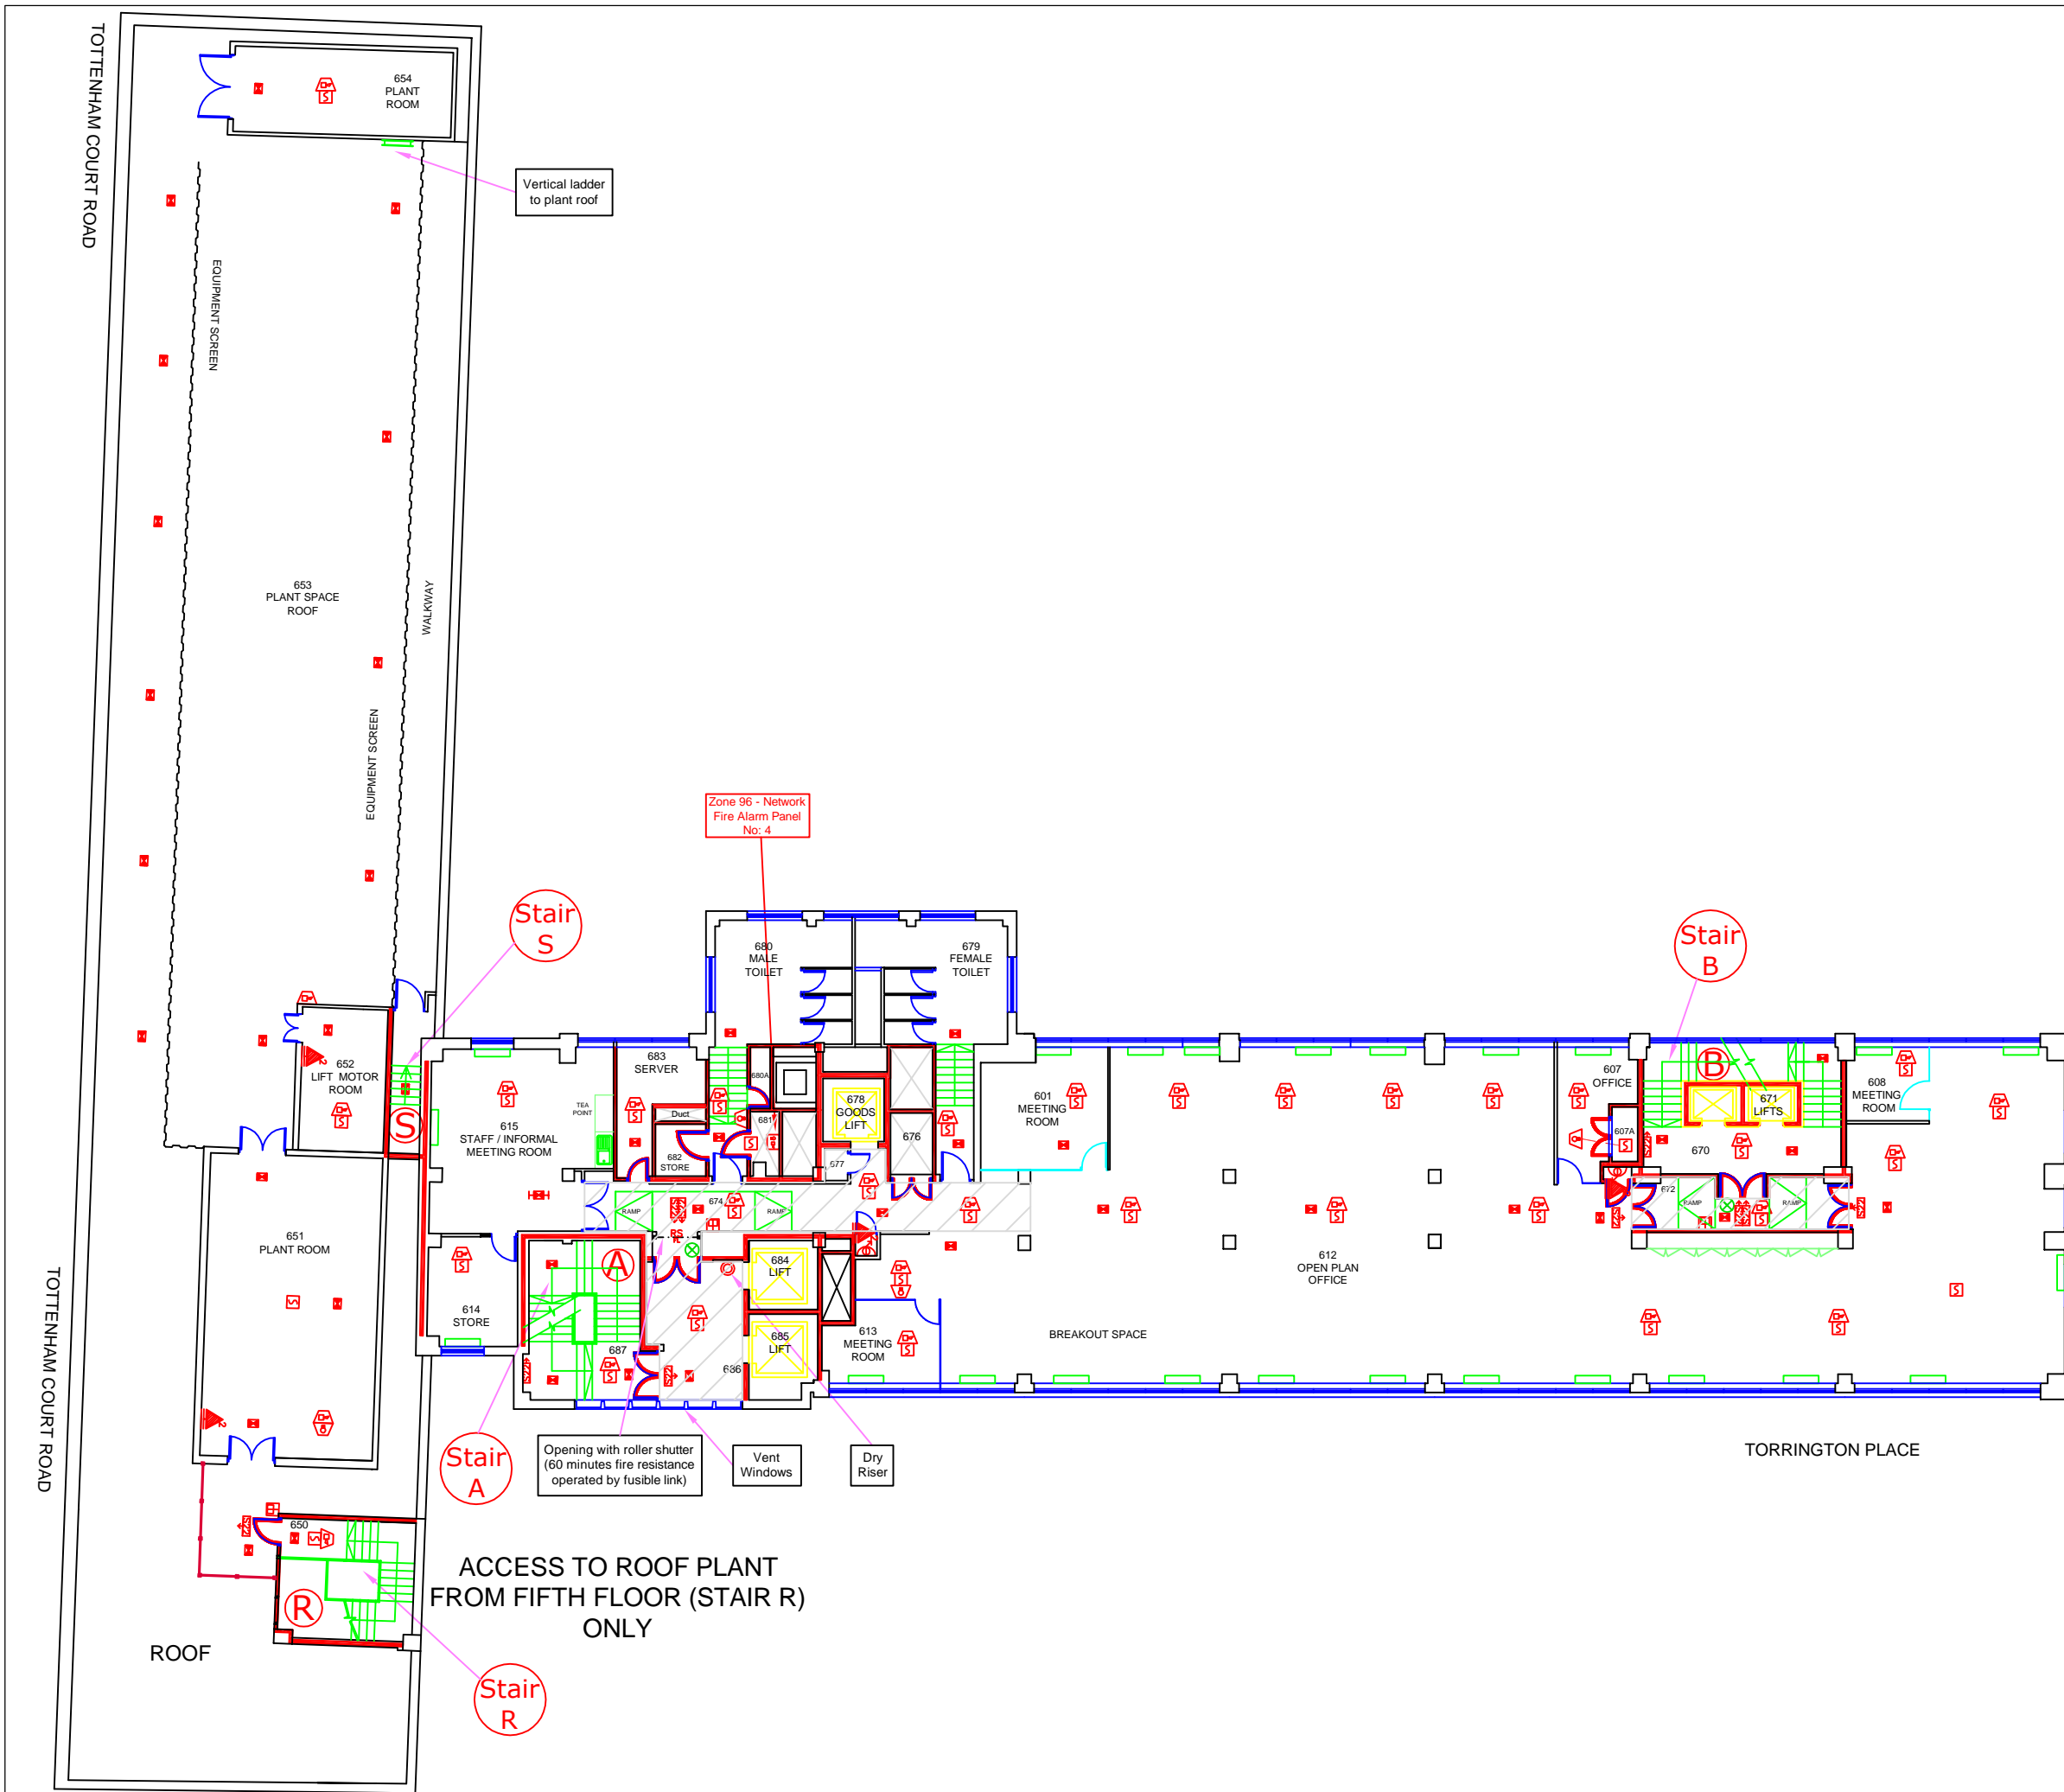 TOTTENHAM COURT ROAD
654
PLANT
ROOM
Vertical ladder
to plant roof
EQUIPMENT SCREEN
653
PLANT SPACE
ROOF
WALKWAY
EQUIPMENT SCREEN
Zone 96 - Network
Fire Alarm Panel
No: 4
Stair
S
Stair
B
680
MALE
TOILET
679
FEMALE
TOILET
652
LIFT MOTOR
ROOM
S
683
SERVER
680A
678
GOODS
LIFT
601
MEETING
ROOM
607
OFFICE
B
671
LIFTS
608
MEETING
ROOM
TEA
POINT
615
STAFF / INFORMAL
MEETING ROOM
Duct
681
676
607A
682
STORE
677
670
674
RAMP
RAMP
672
RAMP
RAMP
651
PLANT ROOM
RS
A
684
LIFT
612
OPEN PLAN
OFFICE
614
STORE
687
685
LIFT
686
613
MEETING
ROOM
BREAKOUT SPACE
TOTTENHAM COURT ROAD
Stair
A
Opening with roller shutter
(60 minutes fire resistance
operated by fusible link)
Vent
Windows
Dry
Riser
TORRINGTON PLACE
650
R
ACCESS TO ROOF PLANT
FROM FIFTH FLOOR (STAIR R)
ONLY
ROOF
Stair
R